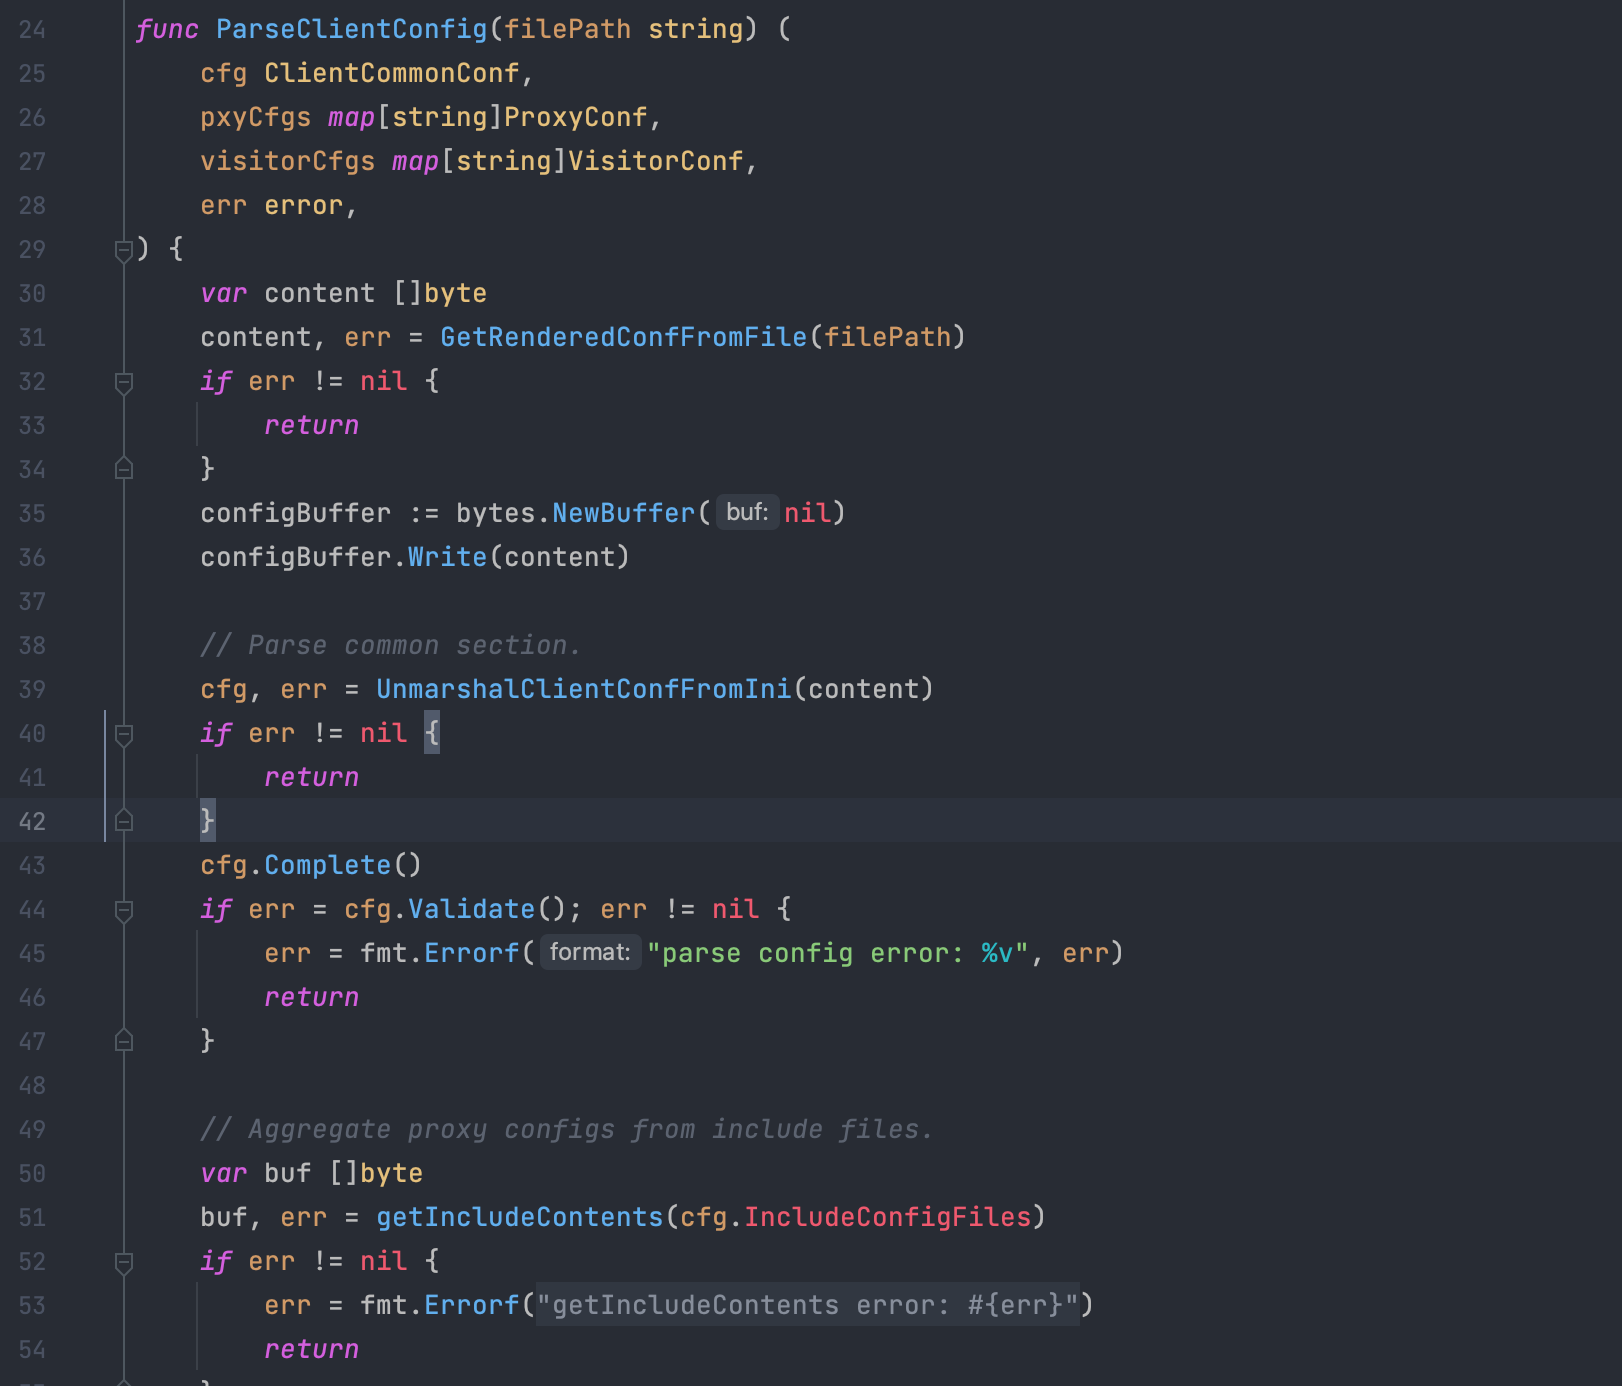 24 func ParseClientConfig(filePath string) (
25 cfg ClientCommonConf,
26 pxyCfgs map[string]ProxyConf,
27 visitorCfgs map[string]VisitorConf,
28 err error,
29 ) {
30 var content []byte
31 content, err = GetRenderedConfFromFile(filePath)
32 if err != nil {
33 return
34 }
35 configBuffer := bytes.NewBuffer( buf: nil)
36 configBuffer.Write(content)
37
38 // Parse common section.
39 cfg, err = UnmarshalClientConfFromIni(content)
40 if err != nil {
41 return
42 }
43 cfg.Complete()
44 if err = cfg.Validate(); err != nil {
45 err = fmt.Errorf( format: "parse config error: %v", err)
46 return
47 }
48
49 // Aggregate proxy configs from include files.
50 var buf []byte
51 buf, err = getIncludeContents(cfg.IncludeConfigFiles)
52 if err != nil {
53 err = fmt.Errorf("getIncludeContents error: #{err}")
54 return